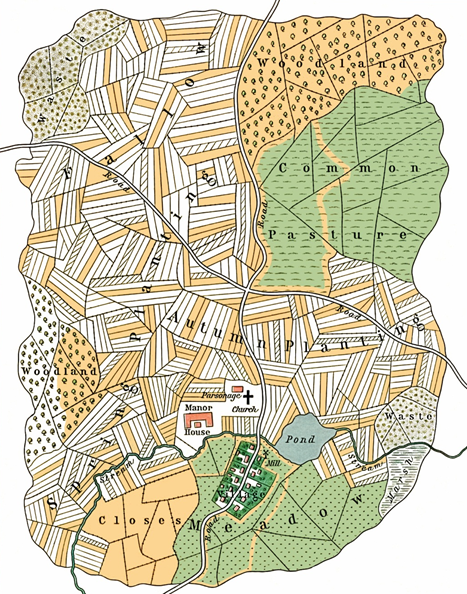 Waste
Woodland
Fallow
Common
Road
Road
Pasture
Spring Planting
Road
Autumn Planting
Woodland
Parsonage
Church
Manor
House
Waste
Pond
Mill
Stream
Stream
Marsh
Village
Closes
Meadow
Road